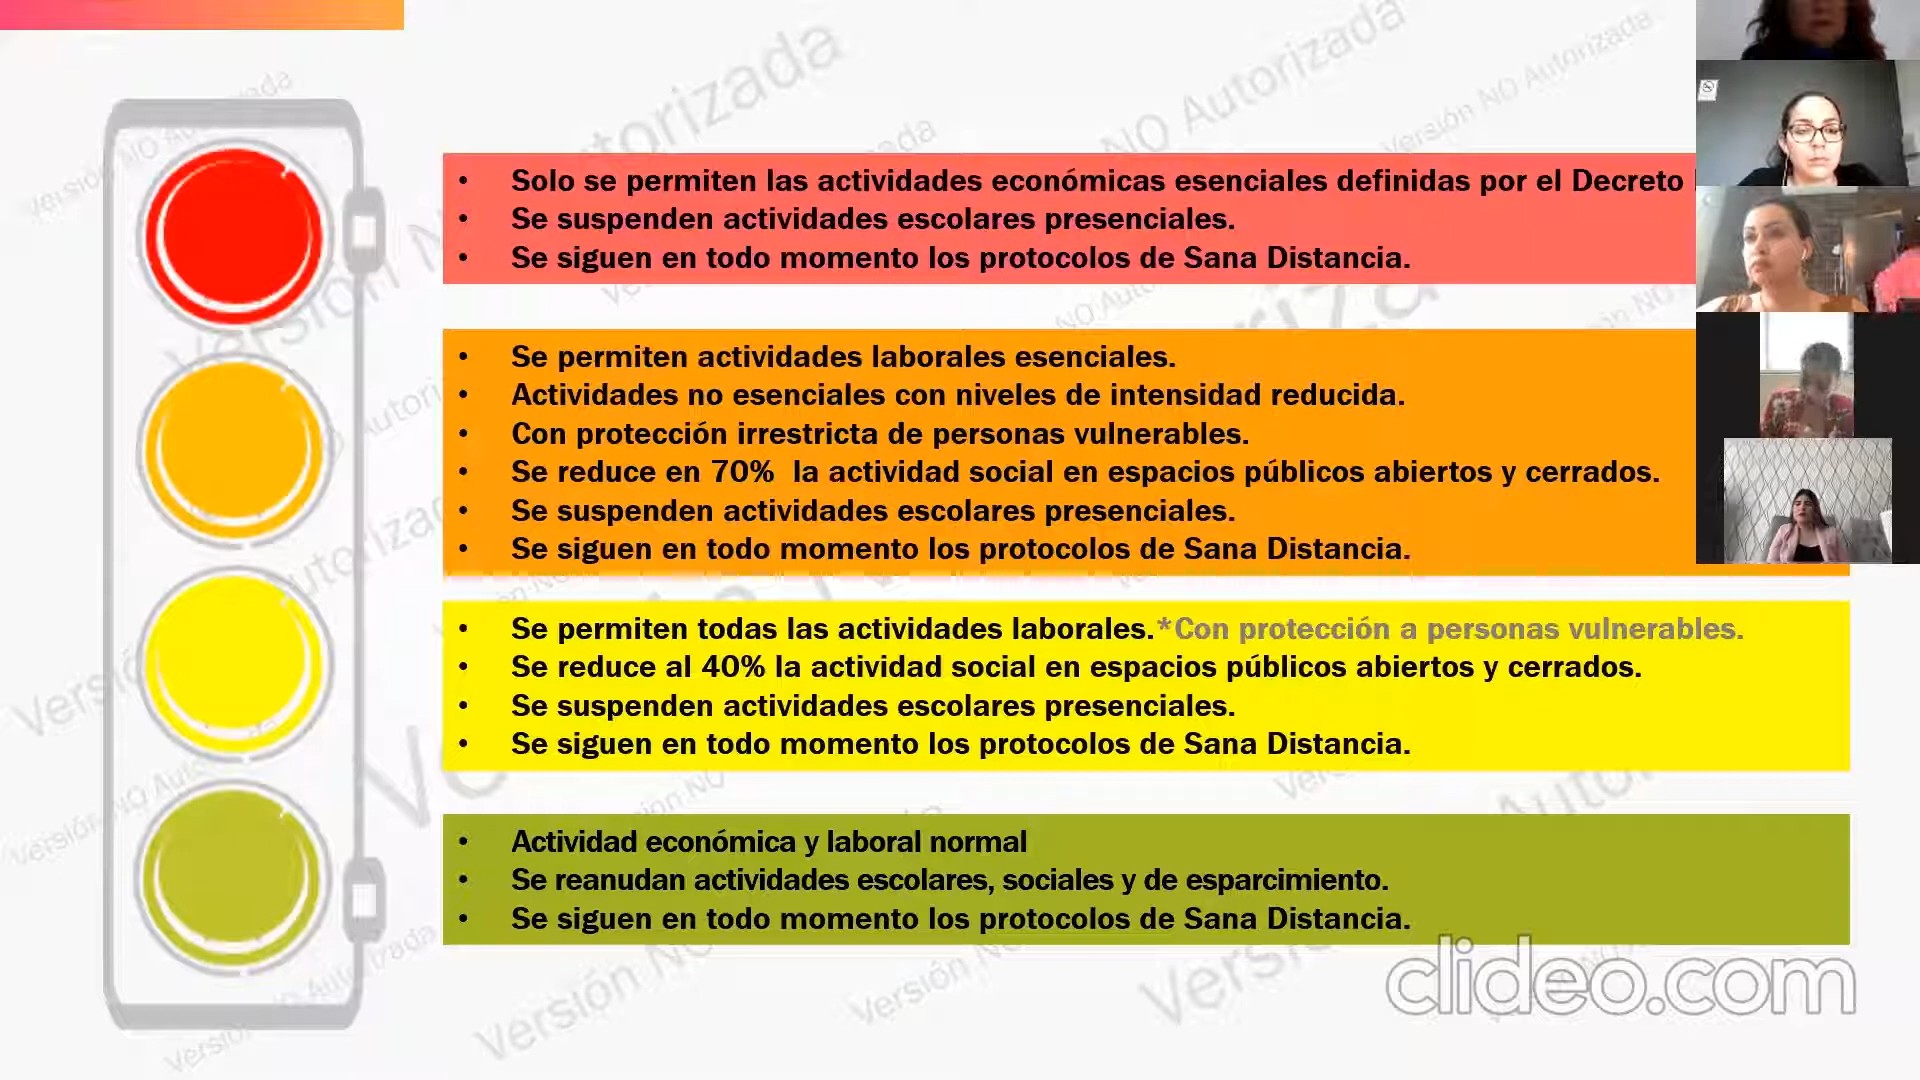 • Solo se permiten las actividades económicas esenciales definidas por el Decreto
• Se suspenden actividades escolares presenciales.
• Se siguen en todo momento los protocolos de Sana Distancia.
• Se permiten actividades laborales esenciales.
• Actividades no esenciales con niveles de intensidad reducida.
• Con protección irrestricta de personas vulnerables.
• Se reduce en 70% la actividad social en espacios públicos abiertos y cerrados.
• Se suspenden actividades escolares presenciales.
• Se siguen en todo momento los protocolos de Sana Distancia.
• Se permiten todas las actividades laborales.*Con protección a personas vulnerables.
• Se reduce al 40% la actividad social en espacios públicos abiertos y cerrados.
• Se suspenden actividades escolares presenciales.
• Se siguen en todo momento los protocolos de Sana Distancia.
• Actividad económica y laboral normal
• Se reanudan actividades escolares, sociales y de esparcimiento.
• Se siguen en todo momento los protocolos de Sana Distancia.
Versión NO Autorizada
clideo.com